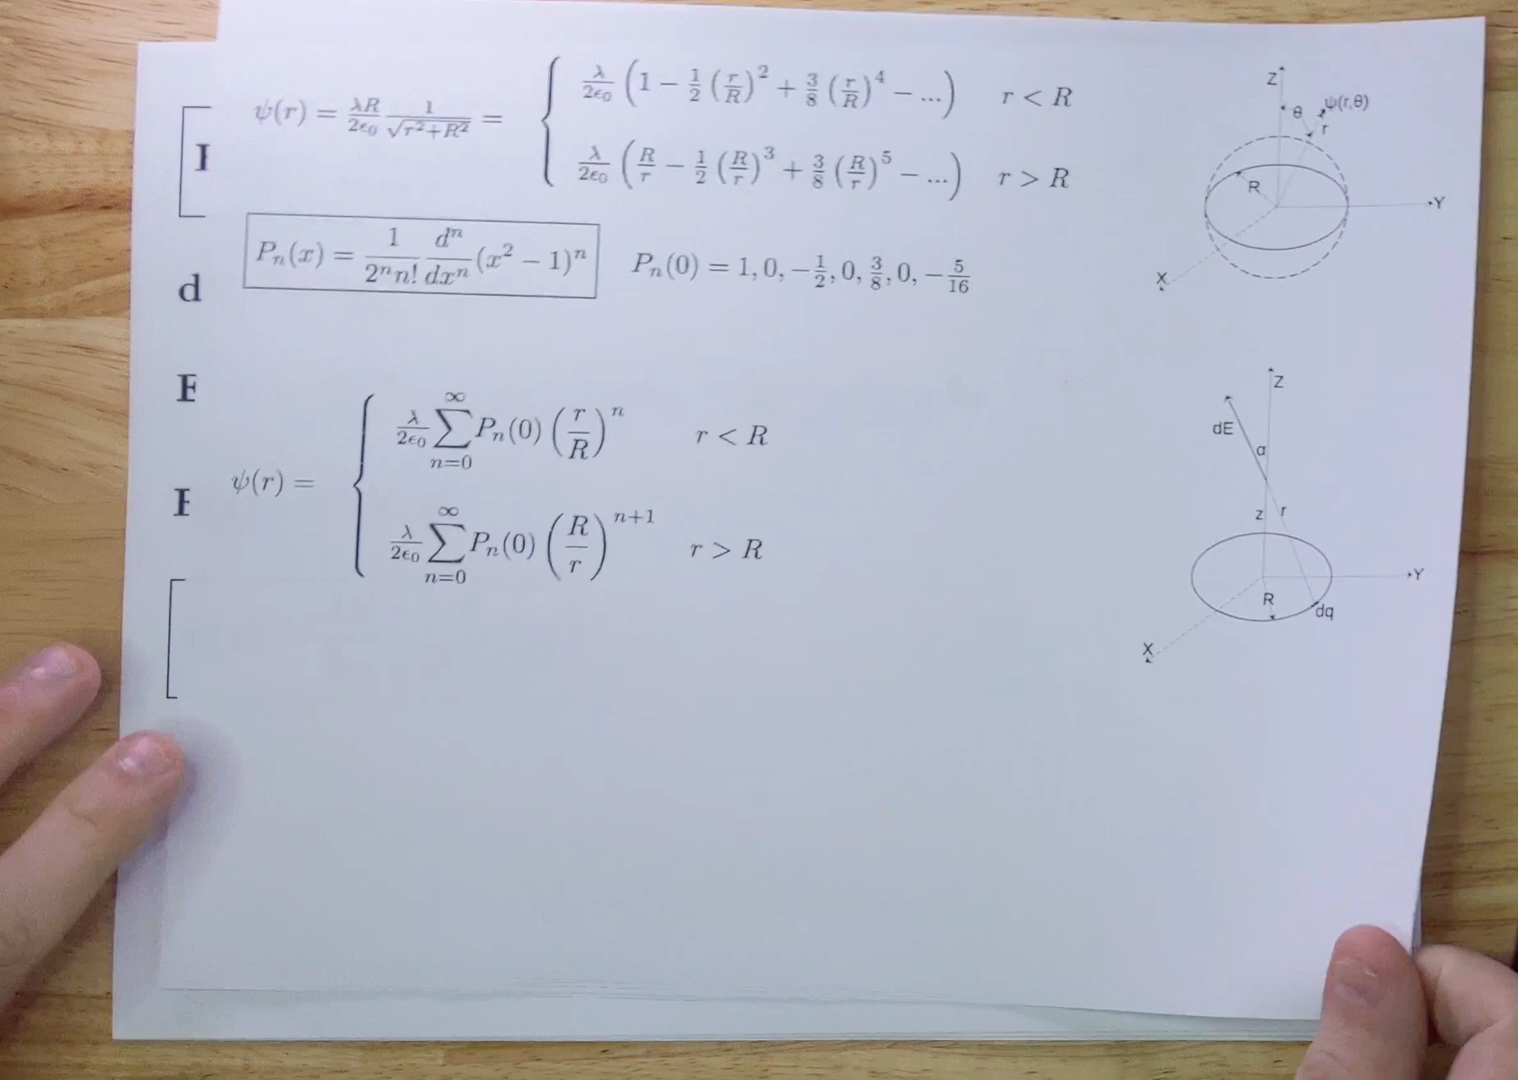 ψ(r) = λR/2ϵ₀ 1/√(r²+R²) = { λ/2ϵ₀ (1 − 1/2 (r/R)² + 3/8 (r/R)⁴ − ...) r < R
λ/2ϵ₀ (R/r − 1/2 (R/r)³ + 3/8 (R/r)⁵ − ...) r > R
Pₙ(x) = 1/(2ⁿn!) dⁿ/dxⁿ (x² − 1)ⁿ Pₙ(0) = 1, 0, −1/2, 0, 3/8, 0, −5/16
d
ψ(r) = { λ/2ϵ₀ ∑_{n=0}^{∞} Pₙ(0) (r/R)ⁿ r < R
λ/2ϵ₀ ∑_{n=0}^{∞} Pₙ(0) (R/r)ⁿ⁺¹ r > R
Z
θ
ψ(r,θ)
r
R
Y
X
Z
dE
α
z r
Y
R
dq
X